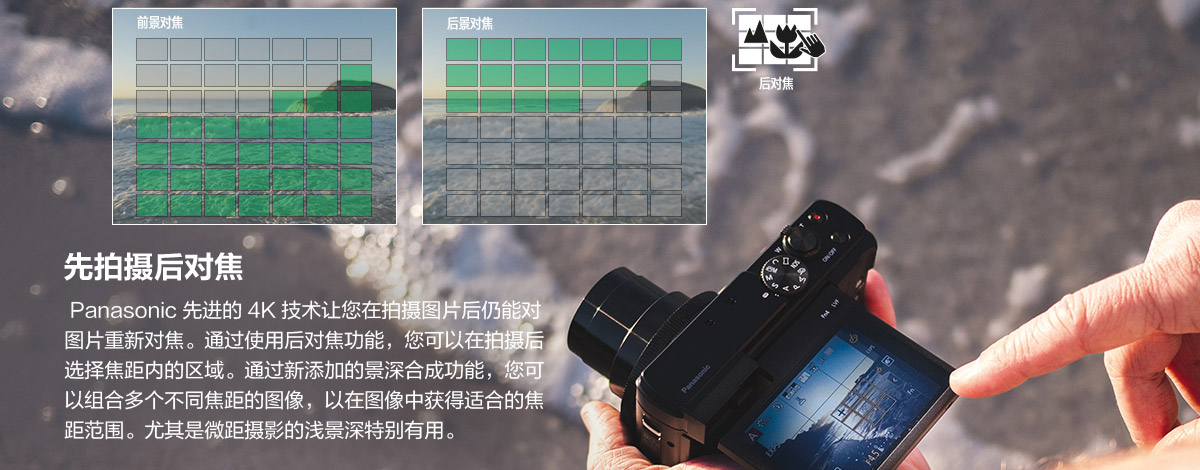 前景对焦
后景对焦
后对焦
先拍摄后对焦
Panasonic 先进的 4K 技术让您在拍摄图片后仍能对
图片重新对焦。通过使用后对焦功能，您可以在拍摄后
选择焦距内的区域。通过新添加的景深合成功能，您可
以组合多个不同焦距的图像，以在图像中获得适合的焦
距范围。尤其是微距摄影的浅景深特别有用。
ON/OFF
LVF
Fn4
Panasonic
F4.5